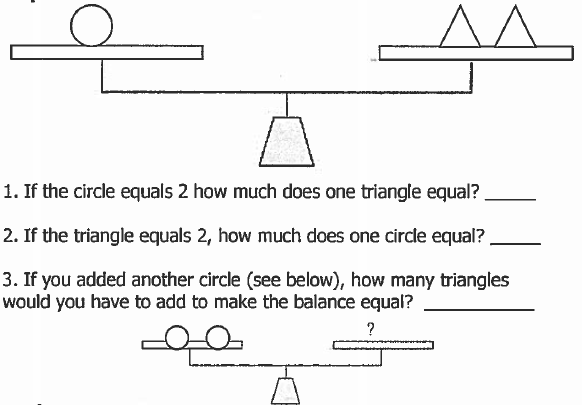 1. If the circle equals 2 how much does one triangle equal? _____
2. If the triangle equals 2, how much does one circle equal? _____
3. If you added another circle (see below), how many triangles
would you have to add to make the balance equal? ___________
?